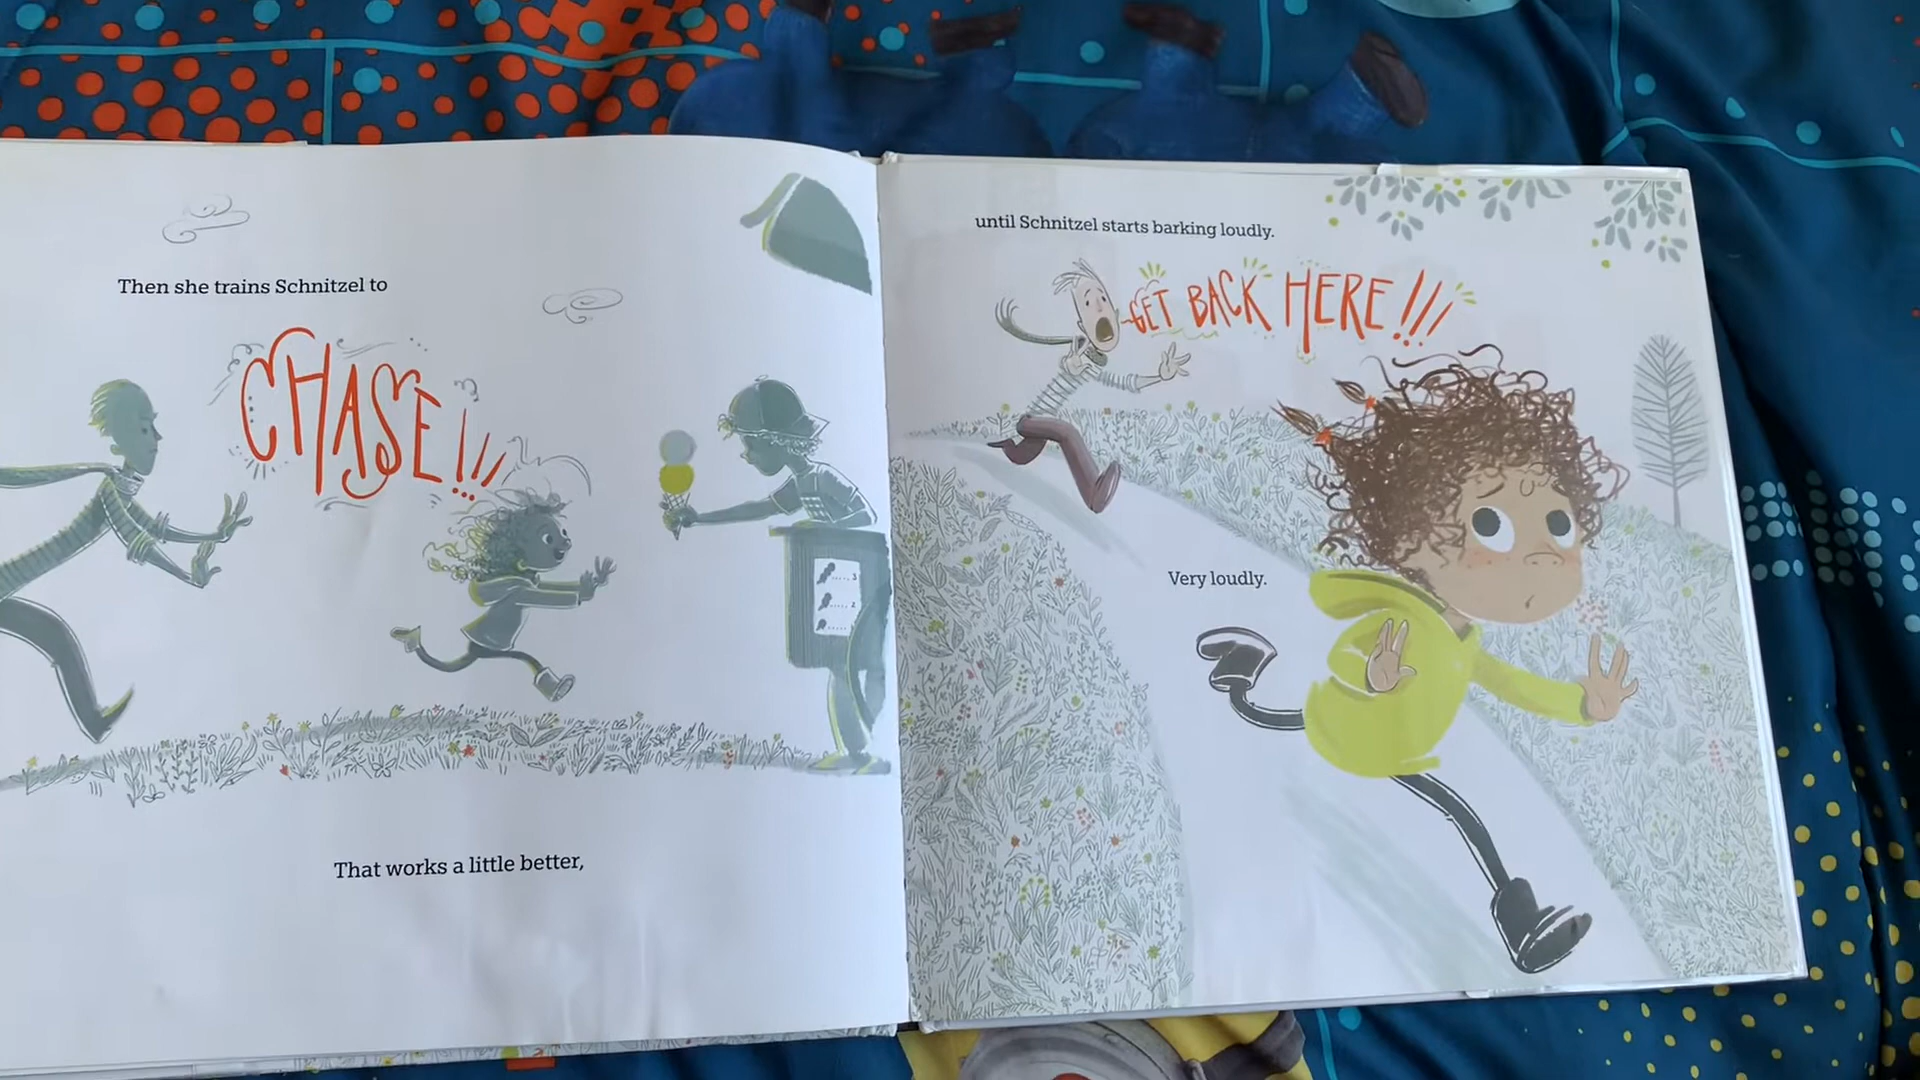 Then she trains Schnitzel to
CHASE!!!
That works a little better,
until Schnitzel starts barking loudly.
GET BACK HERE!!!
Very loudly.